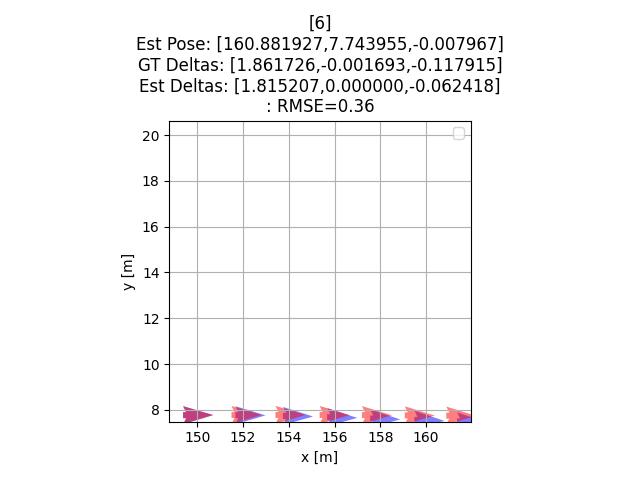 [6]
Est Pose: [160.881927,7.743955,-0.007967]
GT Deltas: [1.861726,-0.001693,-0.117915]
Est Deltas: [1.815207,0.000000,-0.062418]
: RMSE=0.36
20
18
16
14
12
10
8
y [m]
150 152 154 156 158 160
x [m]